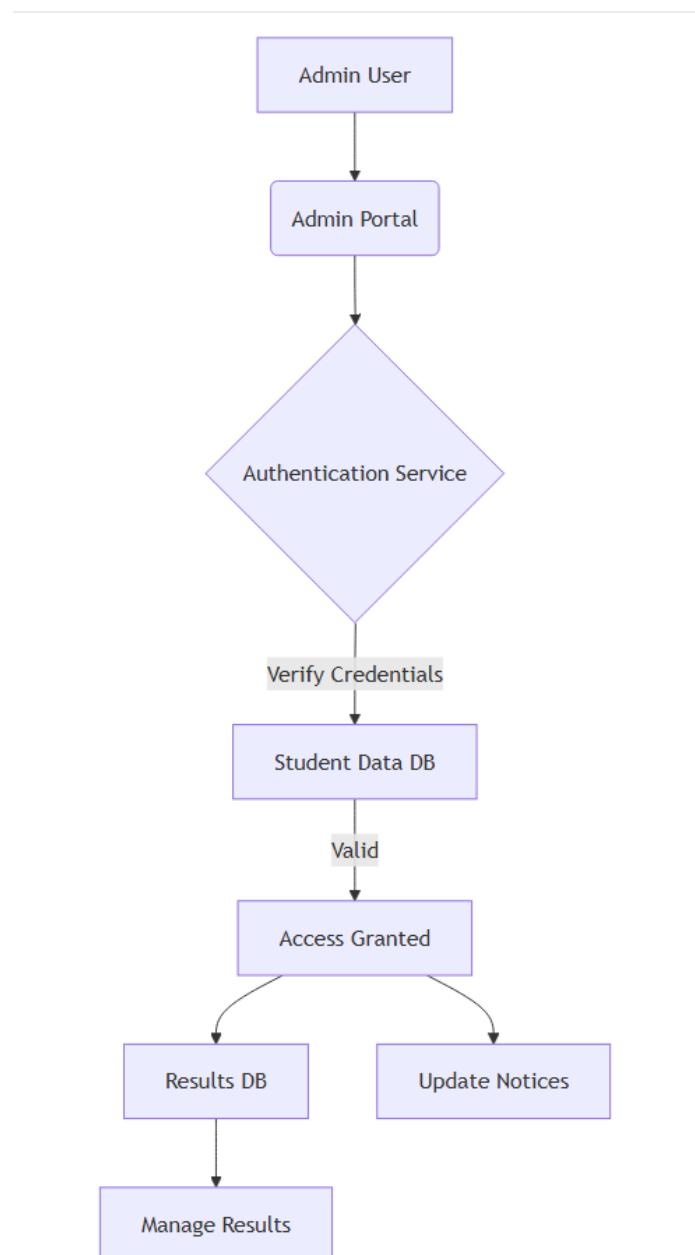 Admin User
Admin Portal
Authentication Service
Verify Credentials
Student Data DB
Valid
Access Granted
Results DB
Update Notices
Manage Results